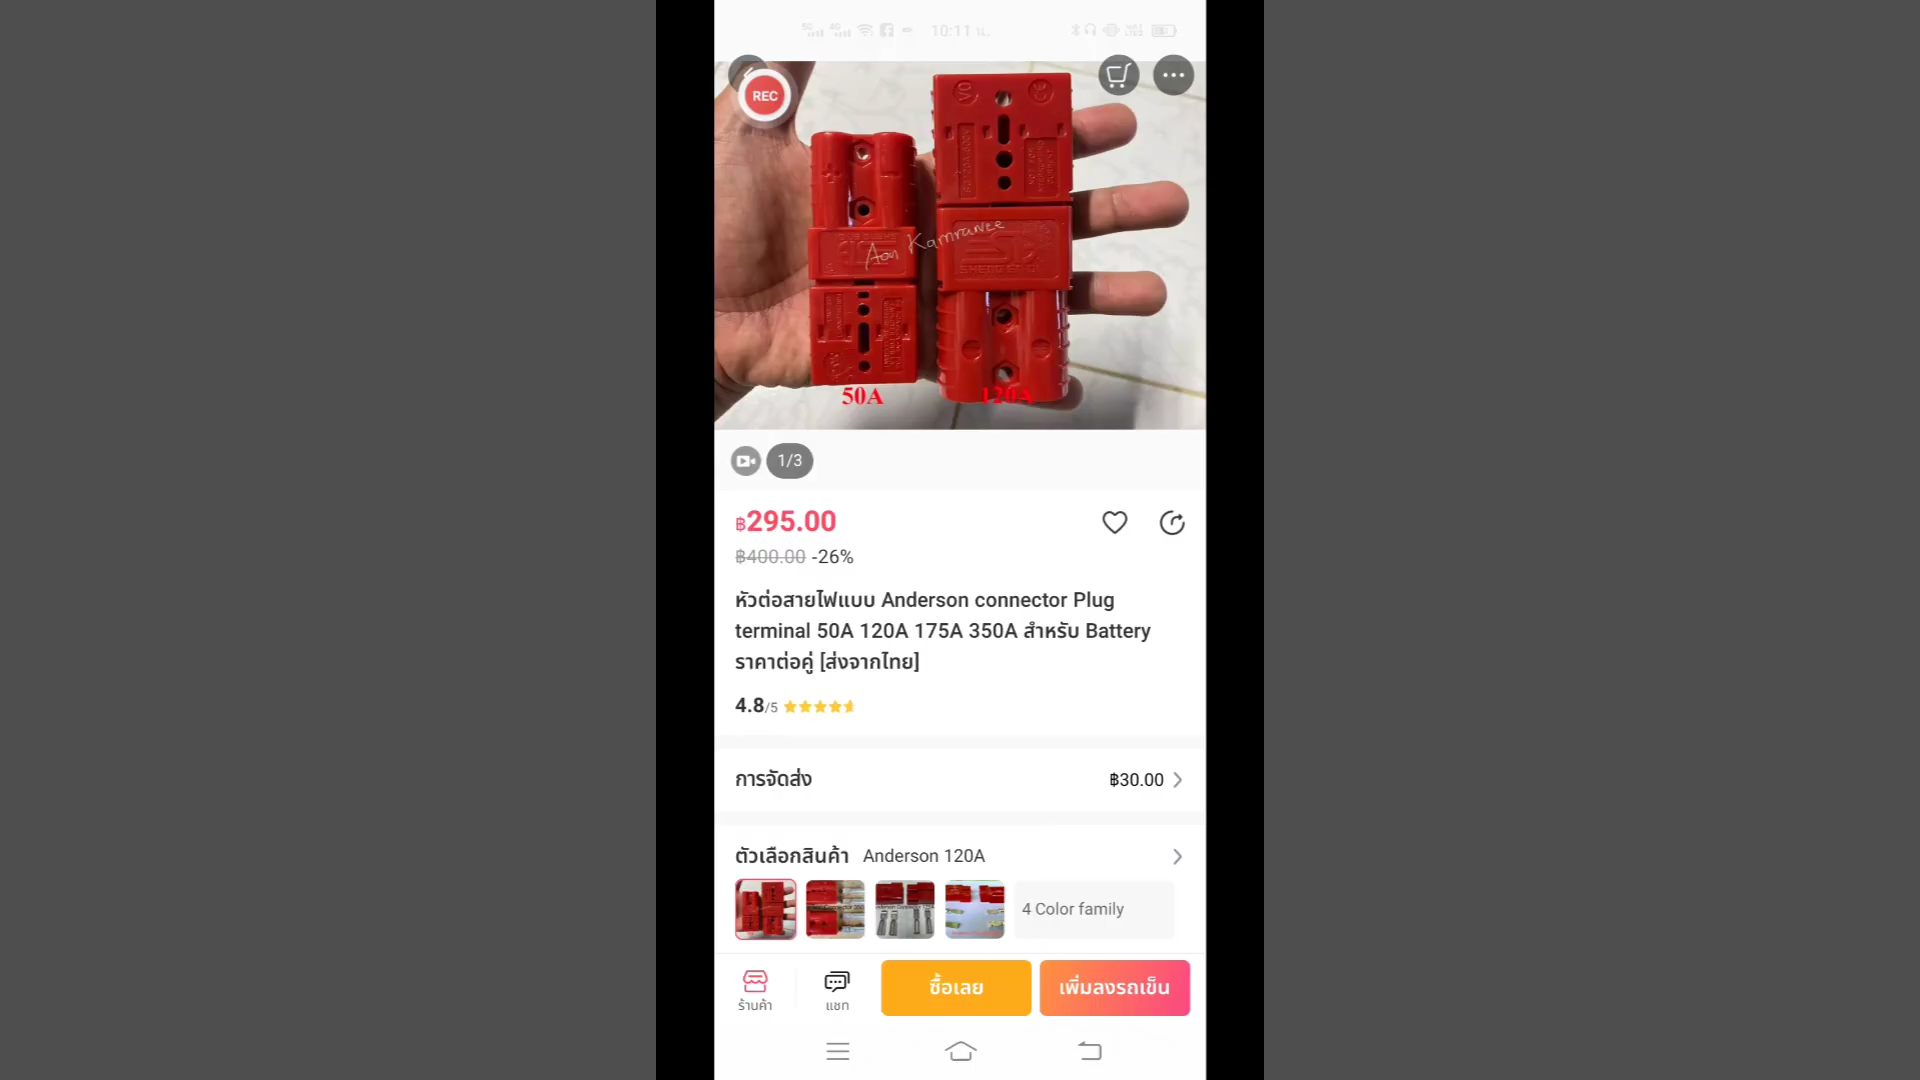 10:11 น.
REC
Aon Kamranee
50A
120A
1/3
฿295.00
฿400.00 -26%
หัวต่อสายไฟแบบ Anderson connector Plug
terminal 50A 120A 175A 350A สำหรับ Battery
ราคาต่อคู่ [ส่งจากไทย]
4.8/5
การจัดส่ง ฿30.00
ตัวเลือกสินค้า Anderson 120A
4 Color family
ร้านค้า
แชท
ซื้อเลย
เพิ่มลงรถเข็น